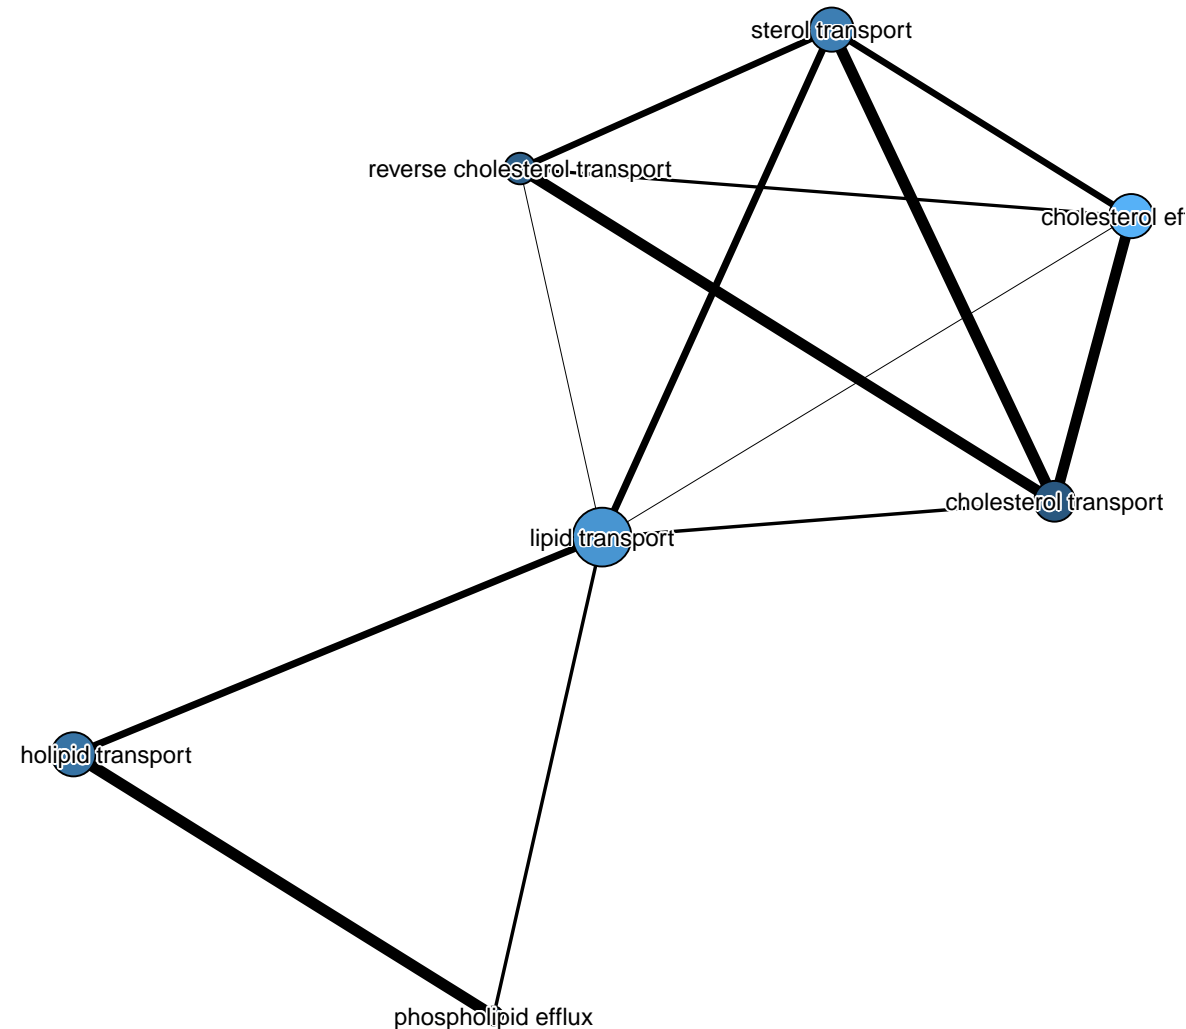 sterol transport
reverse cholesterol transport
cholesterol ef
cholesterol transport
lipid transport
holipid transport
phospholipid efflux